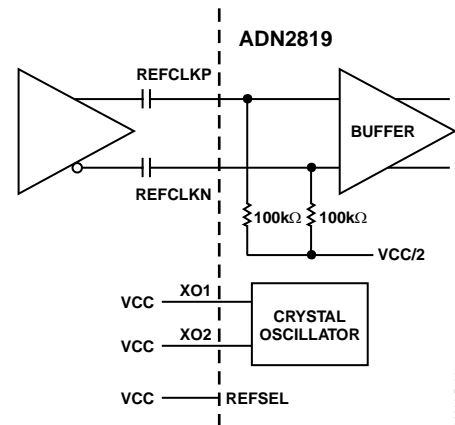 ADN2819
REFCLKP
BUFFER
REFCLKN
100kΩ 100kΩ
VCC/2
VCC XO1
CRYSTAL
OSCILLATOR
VCC XO2
VCC REFSEL